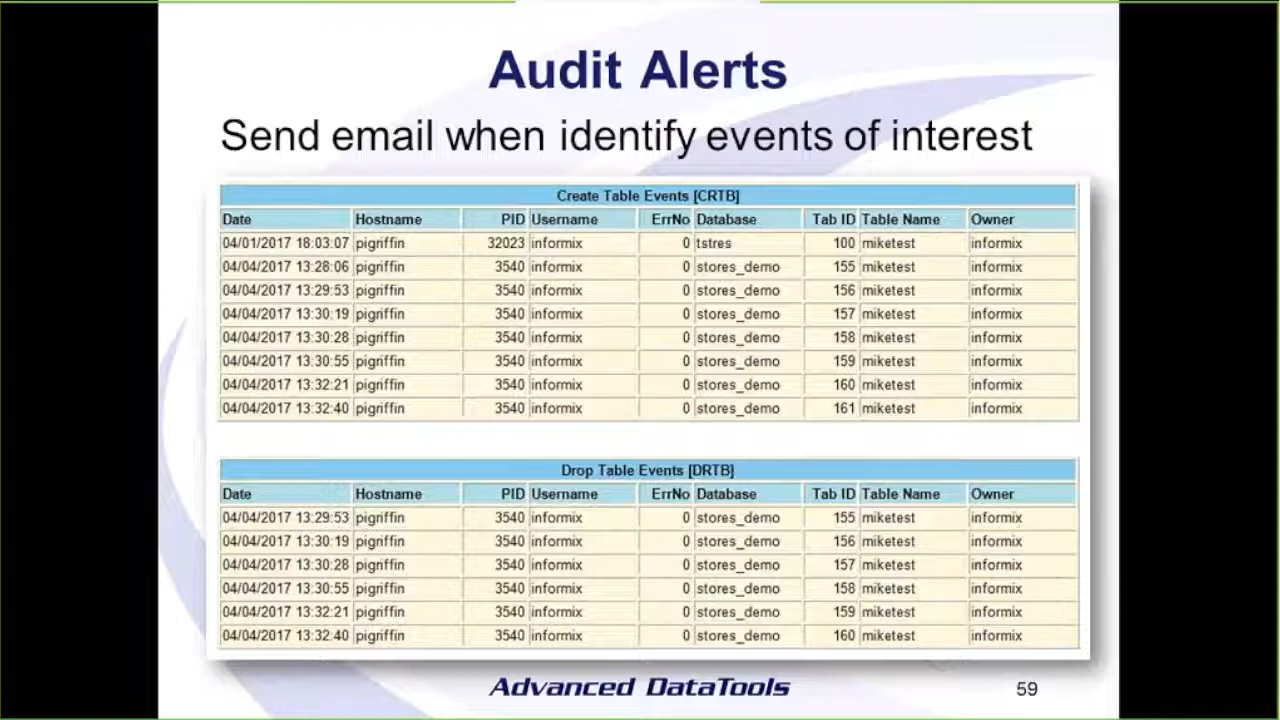 Audit Alerts
Send email when identify events of interest
Create Table Events [CRTB]
Date Hostname PID Username ErrNo Database Tab ID Table Name Owner
04/01/2017 18:03:07 pigriffin 32023 informix 0 tstres 100 miketest informix
04/04/2017 13:28:06 pigriffin 3540 informix 0 stores_demo 155 miketest informix
04/04/2017 13:29:53 pigriffin 3540 informix 0 stores_demo 156 miketest informix
04/04/2017 13:30:19 pigriffin 3540 informix 0 stores_demo 157 miketest informix
04/04/2017 13:30:28 pigriffin 3540 informix 0 stores_demo 158 miketest informix
04/04/2017 13:30:55 pigriffin 3540 informix 0 stores_demo 159 miketest informix
04/04/2017 13:32:21 pigriffin 3540 informix 0 stores_demo 160 miketest informix
04/04/2017 13:32:40 pigriffin 3540 informix 0 stores_demo 161 miketest informix
Drop Table Events [DRTB]
Date Hostname PID Username ErrNo Database Tab ID Table Name Owner
04/04/2017 13:29:53 pigriffin 3540 informix 0 stores_demo 155 miketest informix
04/04/2017 13:30:19 pigriffin 3540 informix 0 stores_demo 156 miketest informix
04/04/2017 13:30:28 pigriffin 3540 informix 0 stores_demo 157 miketest informix
04/04/2017 13:30:55 pigriffin 3540 informix 0 stores_demo 158 miketest informix
04/04/2017 13:32:21 pigriffin 3540 informix 0 stores_demo 159 miketest informix
04/04/2017 13:32:40 pigriffin 3540 informix 0 stores_demo 160 miketest informix
Advanced DataTools 59